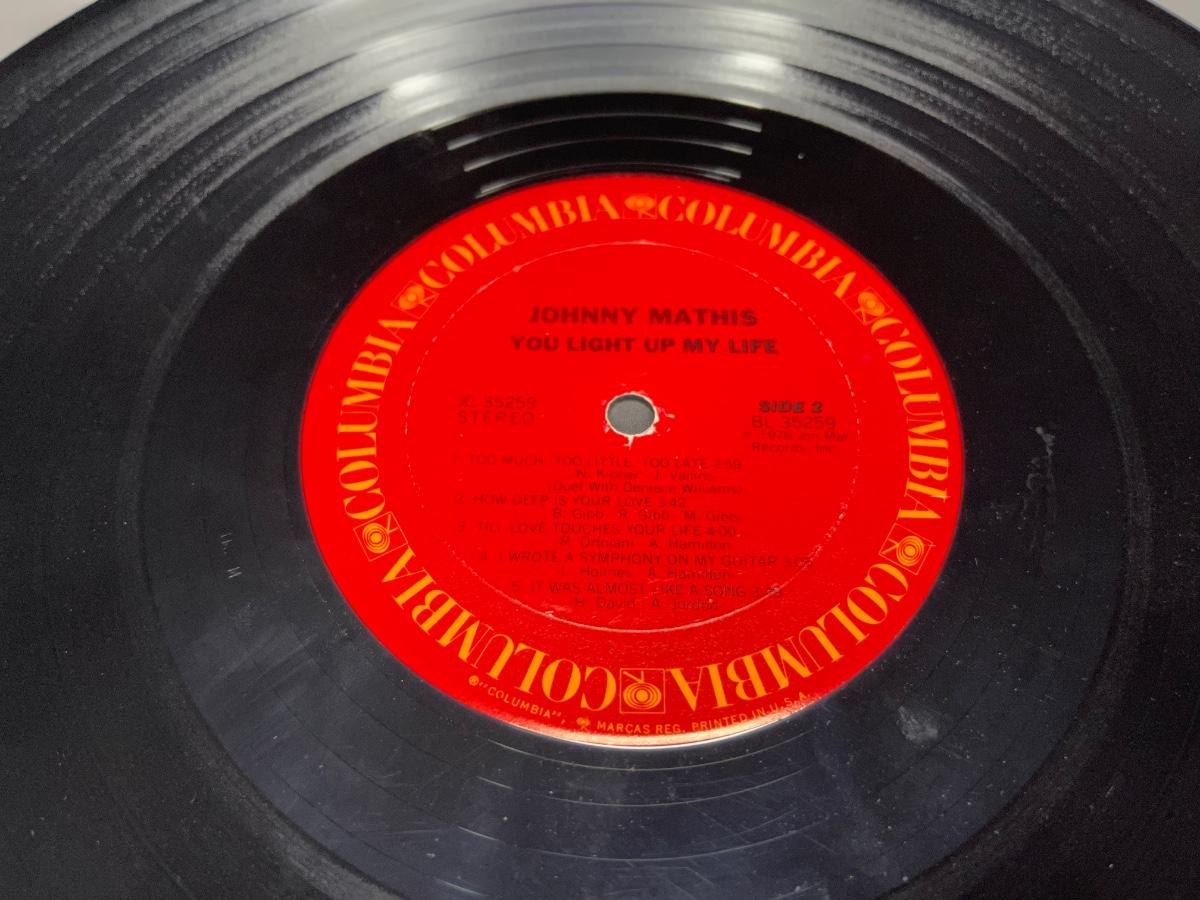 COLUMBIA COLUMBIA COLUMBIA COLUMBIA COLUMBIA COLUMBIA COLUMBIA
JOHNNY MATHIS
YOU LIGHT UP MY LIFE
JC 35259
STEREO
SIDE 2
BL 35259
℗ 1978 Jon Mat
Records, Inc.
1. TOO MUCH, TOO LITTLE, TOO LATE 2:59
N. Kipner - J. Vallins
(Duet With Deniece Williams)
2. HOW DEEP IS YOUR LOVE 3:42
B. Gibb - R. Gibb - M. Gibb
3. TILL LOVE TOUCHES YOUR LIFE 4:00
R. Ortolani - A. Hamilton
4. I WROTE A SYMPHONY ON MY GUITAR
L. Holmes - A. Hamilton
5. IT WAS ALMOST LIKE A SONG
H. David - A. Jordan
®"COLUMBIA", MARCAS REG. PRINTED IN U.S.A.